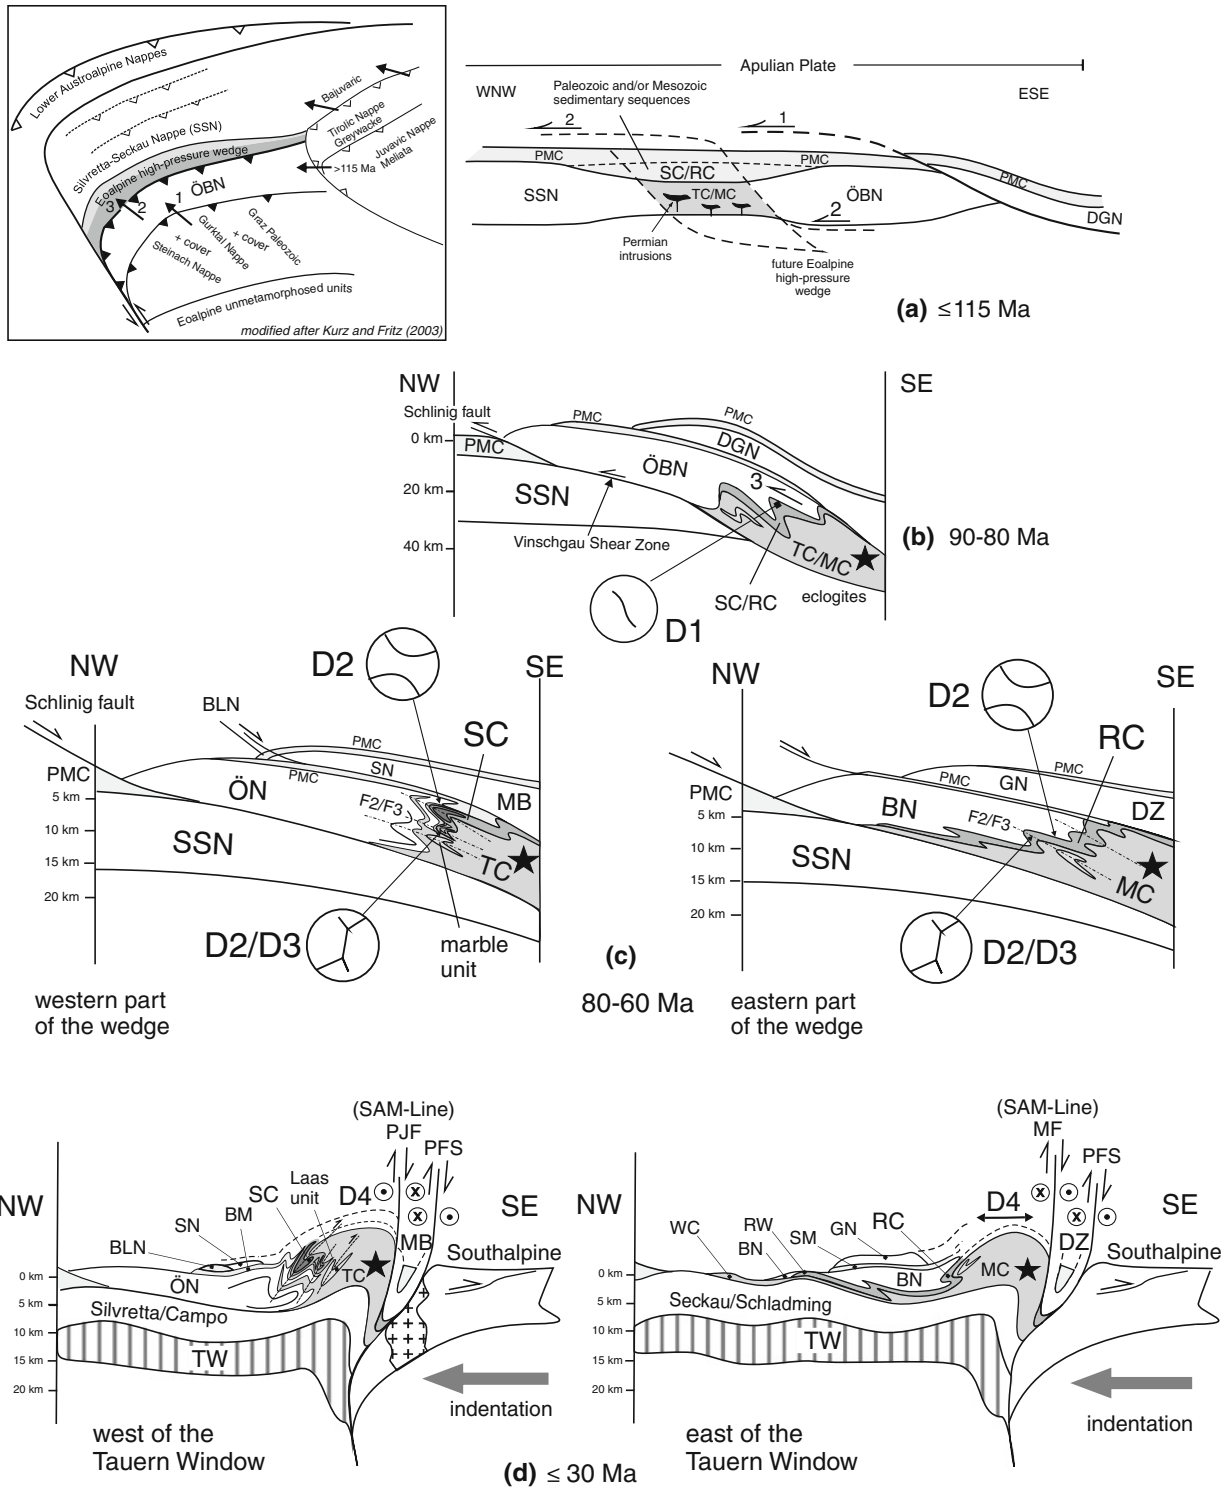 Lower Austroalpine Nappes
Silvretta-Seckau Nappe (SSN)
Eoalpine high-pressure wedge
3
2
1
ÖBN
Bajuvaric
Tirolic Nappe
Greywacke
Juvavic Nappe
Meliata
>115 Ma
Graz Paleozoic
+ cover
Gurktal Nappe
+ cover
Steinach Nappe
Eoalpine unmetamorphosed units
modified after Kurz and Fritz (2003)
Apulian Plate
WNW
ESE
Paleozoic and/or Mesozoic
sedimentary sequences
2
1
PMC
PMC
PMC
SC/RC
SSN
TC/MC
ÖBN
DGN
2
Permian
intrusions
future Eoalpine
high-pressure
wedge
(a) ≤115 Ma
NW
SE
Schlinig fault
0 km
20 km
40 km
PMC
PMC
PMC
DGN
ÖBN
SSN
3
Vinschgau Shear Zone
TC/MC
eclogites
SC/RC
D1
(b) 90-80 Ma
NW
SE
D2
Schlinig fault
BLN
SC
PMC
PMC
SN
PMC
ÖN
MB
F2/F3
SSN
TC
5 km
10 km
15 km
20 km
D2/D3
marble
unit
western part
of the wedge
(c)
80-60 Ma
NW
SE
D2
RC
PMC
PMC
PMC
GN
BN
DZ
F2/F3
SSN
MC
5 km
10 km
15 km
20 km
D2/D3
eastern part
of the wedge
(SAM-Line)
PJF
PFS
NW
SE
Laas
unit
D4
SC
BM
SN
BLN
x
x
MB
Southalpine
TC
ÖN
Silvretta/Campo
TW
0 km
5 km
10 km
15 km
20 km
indentation
west of the
Tauern Window
(SAM-Line)
MF
PFS
NW
SE
D4
RC
GN
SM
RW
BN
WC
x
x
DZ
Southalpine
MC
BN
Seckau/Schladming
TW
0 km
5 km
10 km
15 km
20 km
indentation
east of the
Tauern Window
(d) ≤ 30 Ma